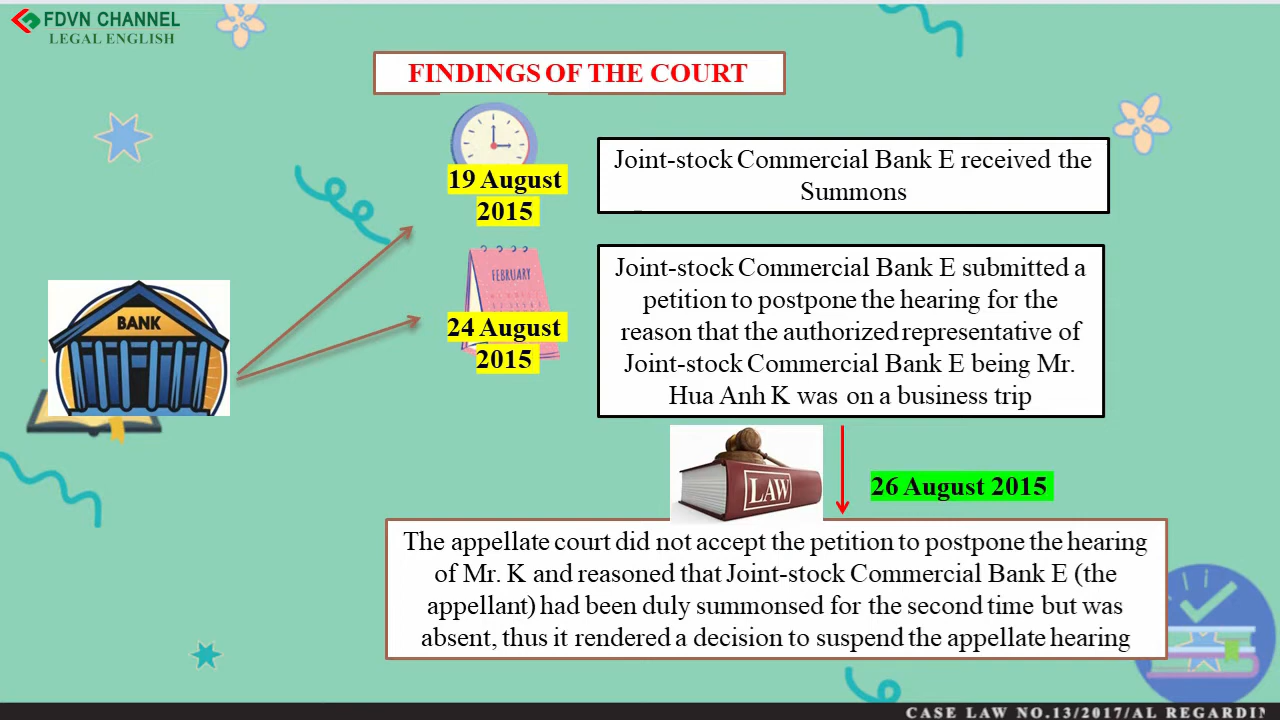 FDVN CHANNEL
LEGAL ENGLISH
FINDINGS OF THE COURT
19 August
2015
Joint-stock Commercial Bank E received the
Summons
FEBRUARY
24 August
2015
Joint-stock Commercial Bank E submitted a
petition to postpone the hearing for the
reason that the authorized representative of
Joint-stock Commercial Bank E being Mr.
Hua Anh K was on a business trip
BANK
LAW
26 August 2015
The appellate court did not accept the petition to postpone the hearing
of Mr. K and reasoned that Joint-stock Commercial Bank E (the
appellant) had been duly summonsed for the second time but was
absent, thus it rendered a decision to suspend the appellate hearing
CASE LAW NO.13/2017/AL REGARDIN